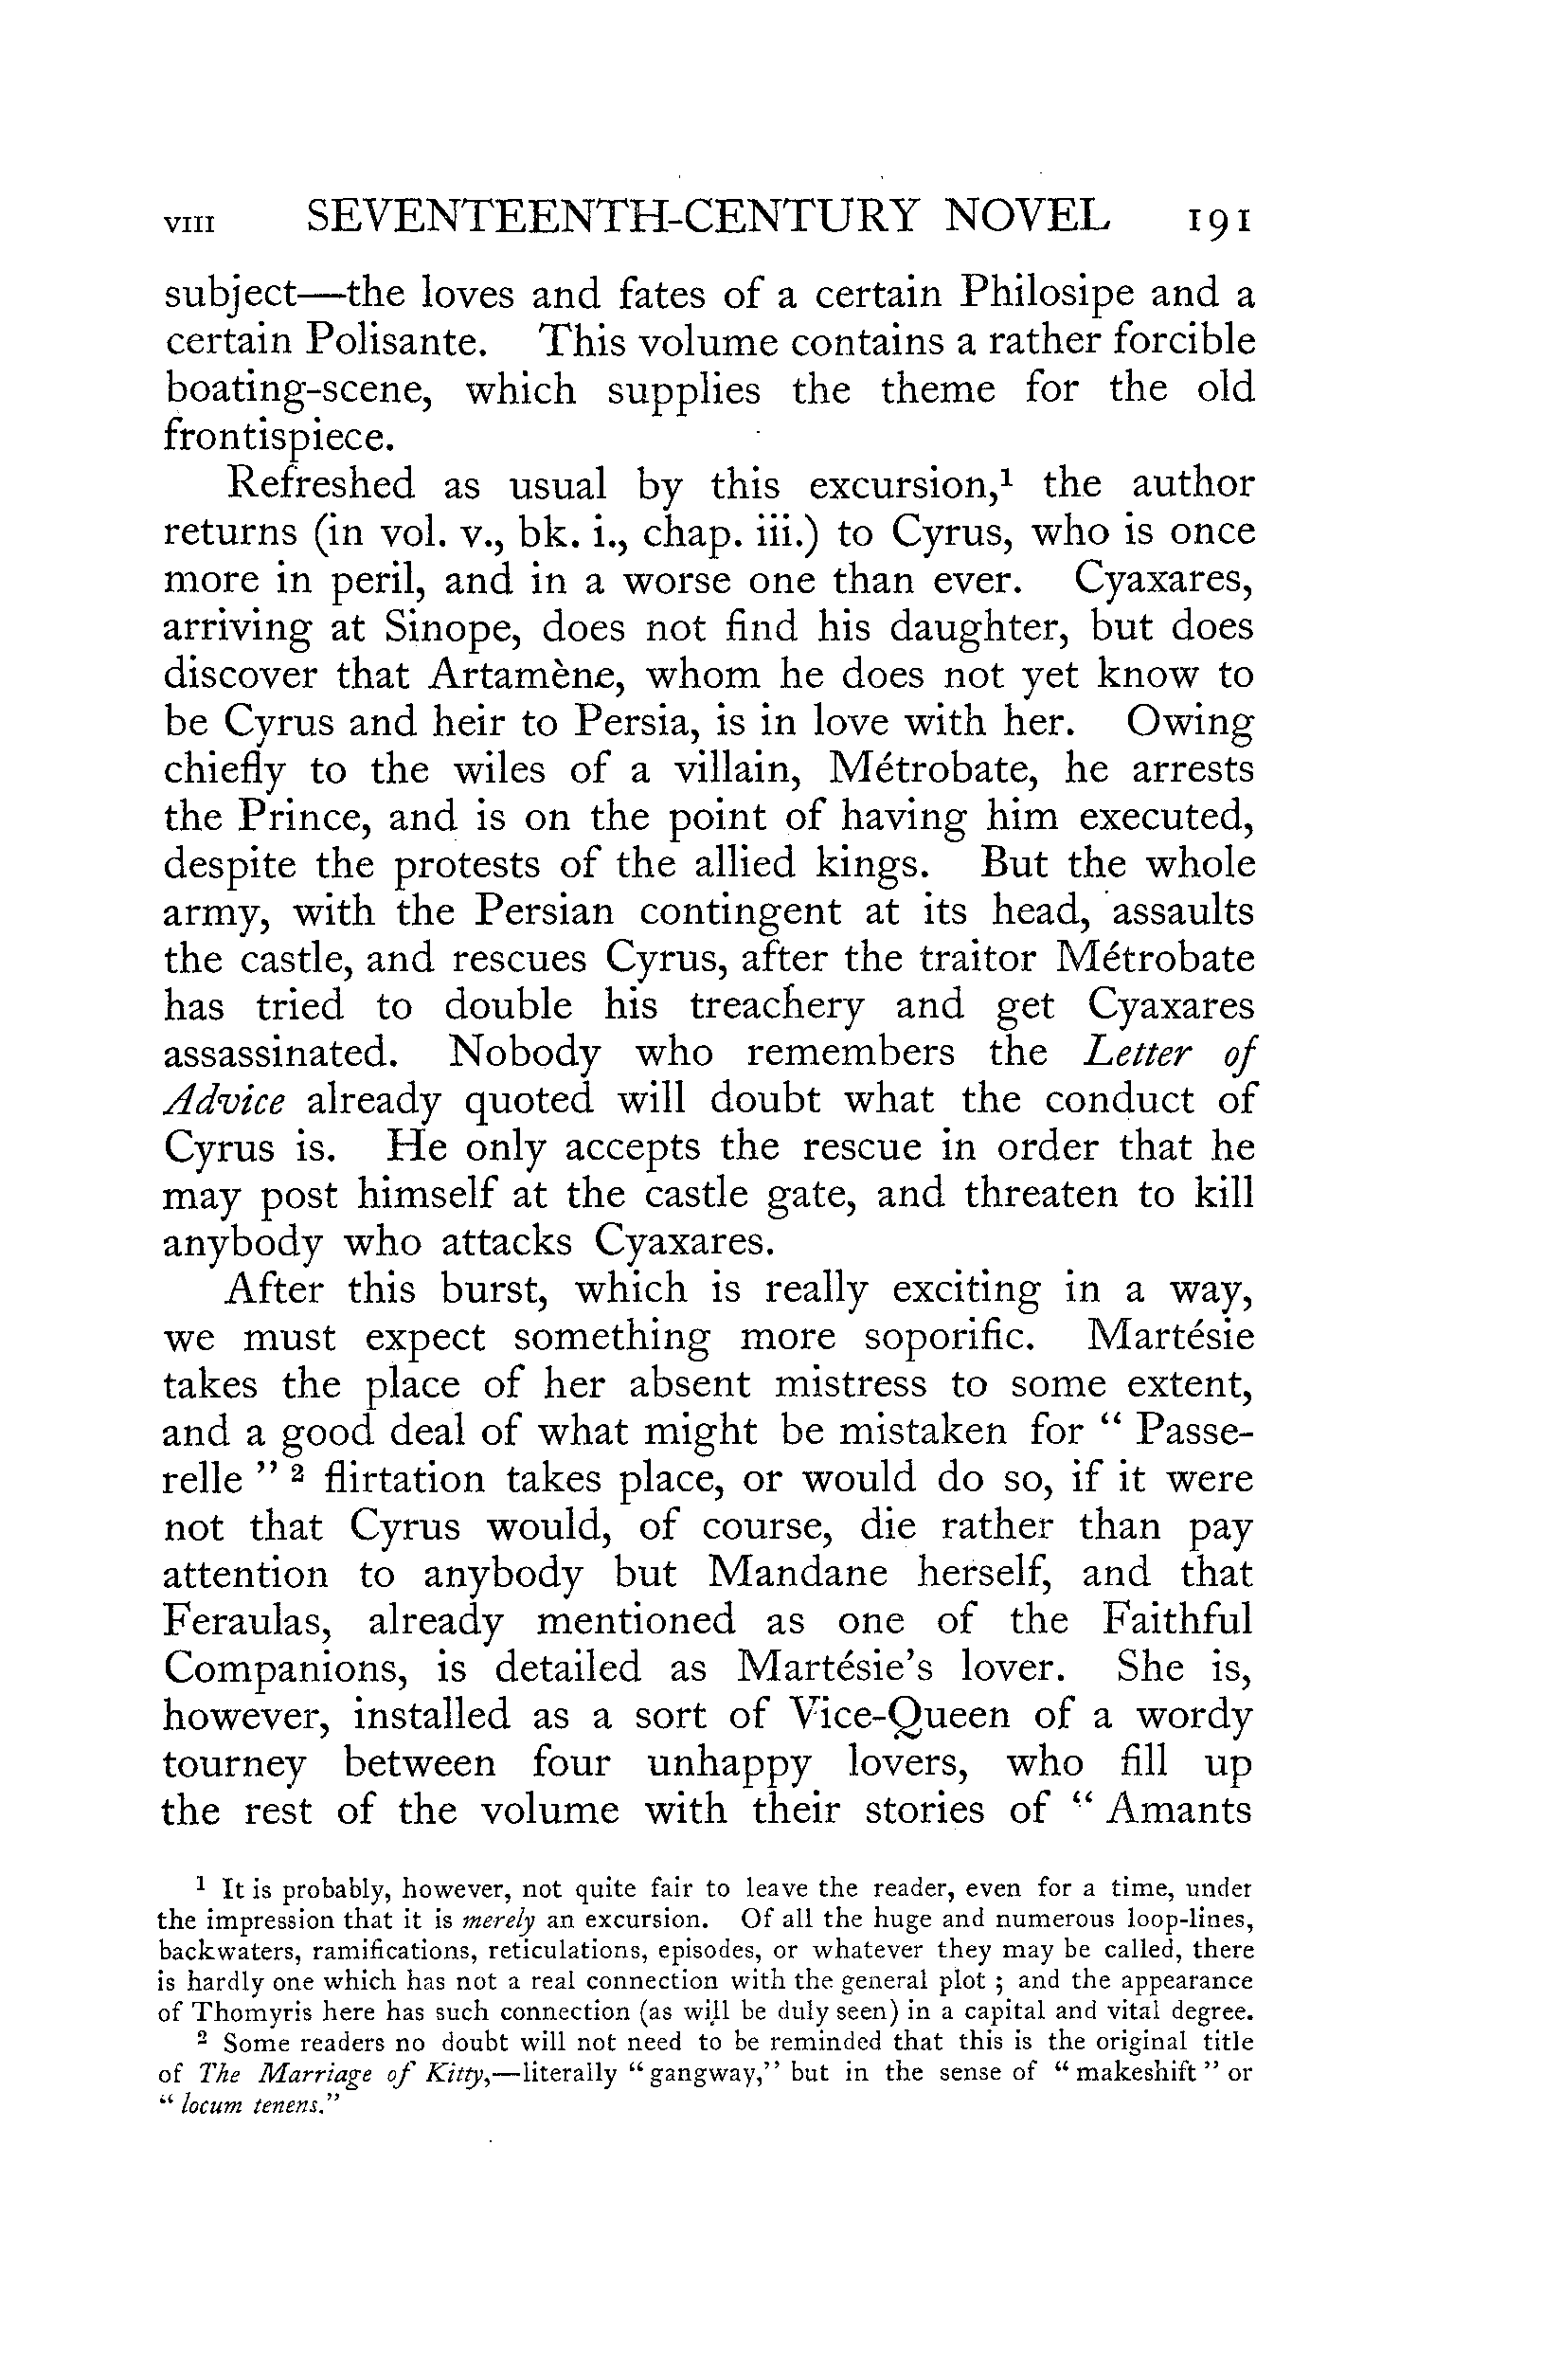 VIII SEVENTEENTH-CENTURY NOVEL 191
subject—the loves and fates of a certain Philosipe and a
certain Polisante. This volume contains a rather forcible
boating-scene, which supplies the theme for the old
frontispiece.
Refreshed as usual by this excursion,¹ the author
returns (in vol. v., bk. i., chap. iii.) to Cyrus, who is once
more in peril, and in a worse one than ever. Cyaxares,
arriving at Sinope, does not find his daughter, but does
discover that Artamène, whom he does not yet know to
be Cyrus and heir to Persia, is in love with her. Owing
chiefly to the wiles of a villain, Métrobate, he arrests
the Prince, and is on the point of having him executed,
despite the protests of the allied kings. But the whole
army, with the Persian contingent at its head, assaults
the castle, and rescues Cyrus, after the traitor Métrobate
has tried to double his treachery and get Cyaxares
assassinated. Nobody who remembers the Letter of
Advice already quoted will doubt what the conduct of
Cyrus is. He only accepts the rescue in order that he
may post himself at the castle gate, and threaten to kill
anybody who attacks Cyaxares.
After this burst, which is really exciting in a way,
we must expect something more soporific. Martésie
takes the place of her absent mistress to some extent,
and a good deal of what might be mistaken for " Passe-
relle " ² flirtation takes place, or would do so, if it were
not that Cyrus would, of course, die rather than pay
attention to anybody but Mandane herself, and that
Feraulas, already mentioned as one of the Faithful
Companions, is detailed as Martésie's lover. She is,
however, installed as a sort of Vice-Queen of a wordy
tourney between four unhappy lovers, who fill up
the rest of the volume with their stories of " Amants
¹ It is probably, however, not quite fair to leave the reader, even for a time, under
the impression that it is merely an excursion. Of all the huge and numerous loop-lines,
backwaters, ramifications, reticulations, episodes, or whatever they may be called, there
is hardly one which has not a real connection with the general plot ; and the appearance
of Thomyris here has such connection (as will be duly seen) in a capital and vital degree.
² Some readers no doubt will not need to be reminded that this is the original title
of The Marriage of Kitty,—literally "gangway," but in the sense of "makeshift" or
"locum tenens."